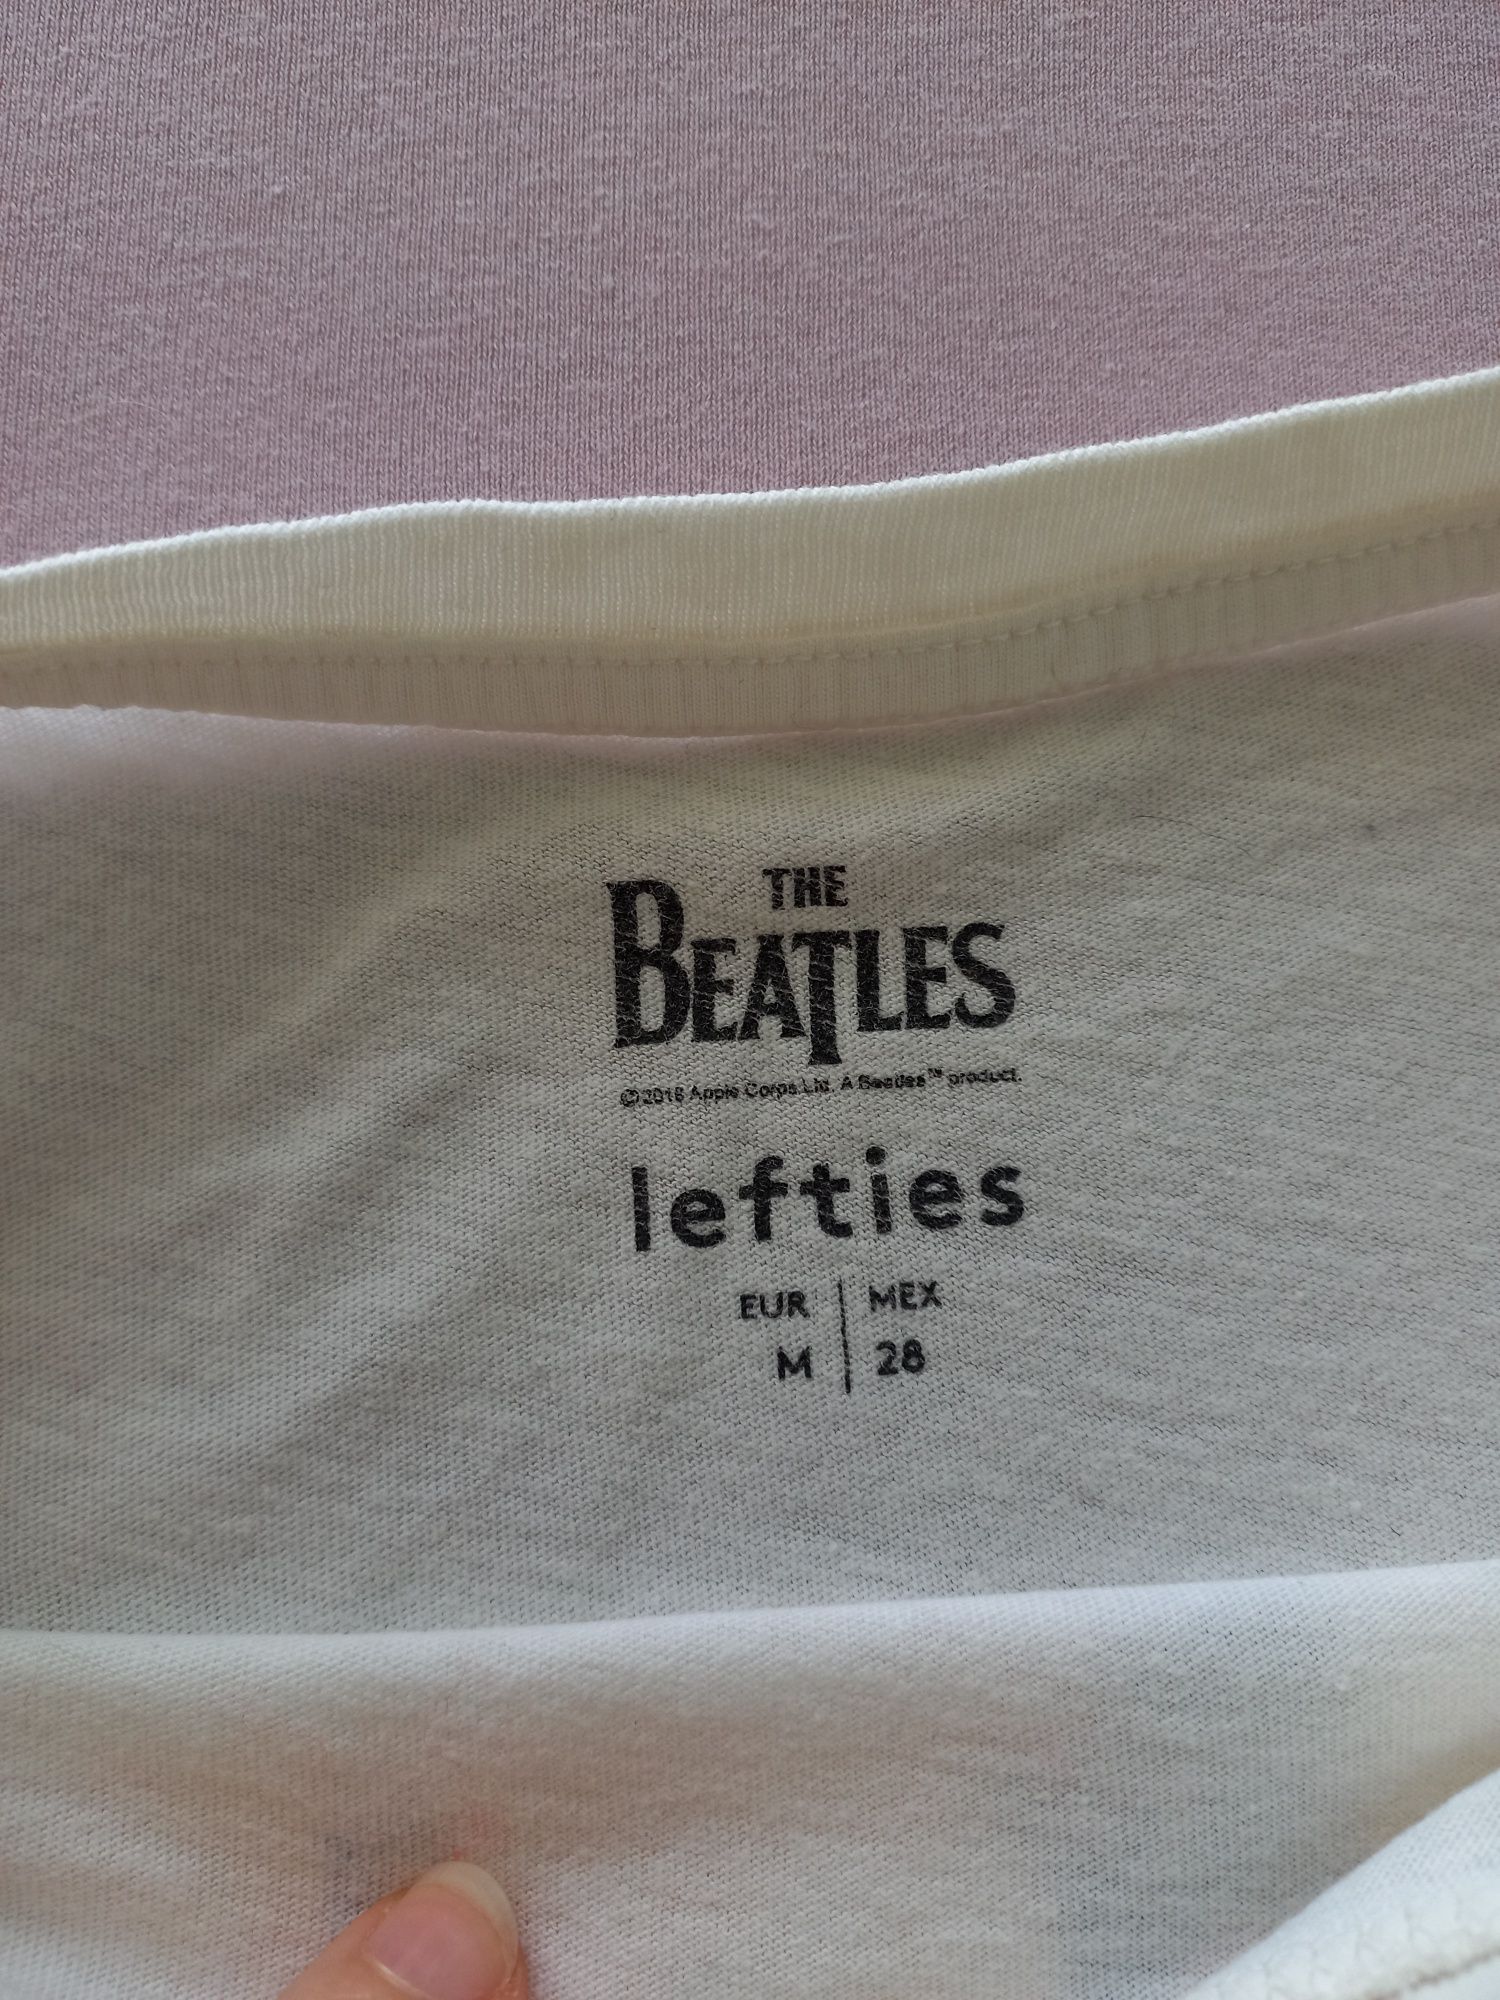 THE
BEATLES
©2018 Apple Corps Ltd. A Beatles™ product.
lefties
EUR | MEX
M | 28